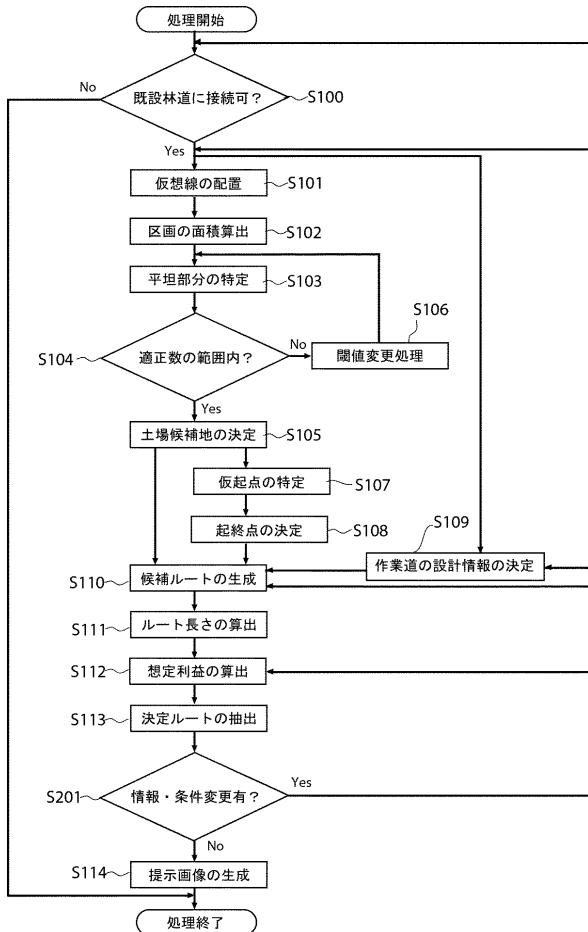 処理開始
No
既設林道に接続可？
S100
Yes
仮想線の配置
S101
区画の面積算出
S102
平坦部分の特定
S103
S106
S104
適正数の範囲内？
No
閾値変更処理
Yes
土場候補地の決定
S105
仮起点の特定
S107
起終点の決定
S108
S109
作業道の設計情報の決定
S110
候補ルートの生成
S111
ルート長さの算出
S112
想定利益の算出
S113
決定ルートの抽出
Yes
S201
情報・条件変更有？
No
S114
提示画像の生成
処理終了